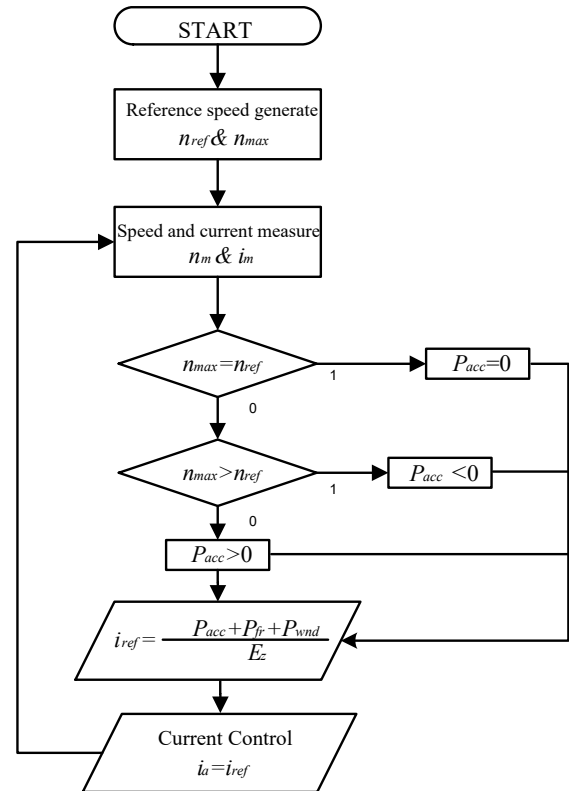 START
Reference speed generate
nref & nmax
Speed and current measure
nm & im
nmax=nref
Pacc=0
1
0
nmax>nref
Pacc <0
1
0
Pacc>0
iref= Pacc+Pfr+Pwnd
Ez
Current Control
ia=iref